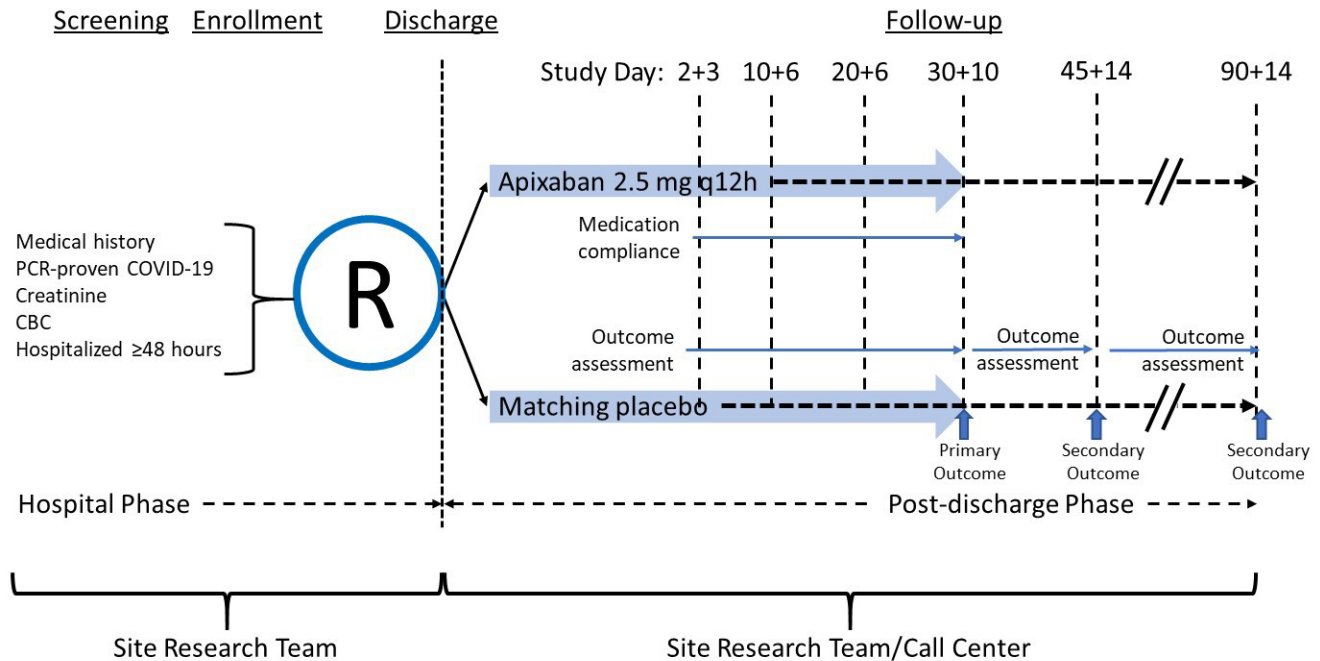 Screening Enrollment Discharge Follow-up
Study Day: 2+3 10+6 20+6 30+10 45+14 90+14
Apixaban 2.5 mg q12h
Medication
compliance
Medical history
PCR-proven COVID-19
Creatinine
CBC
Hospitalized ≥48 hours
R
Outcome
assessment
Outcome
assessment
Outcome
assessment
Matching placebo
Primary
Outcome
Secondary
Outcome
Secondary
Outcome
Hospital Phase
Post-discharge Phase
Site Research Team
Site Research Team/Call Center